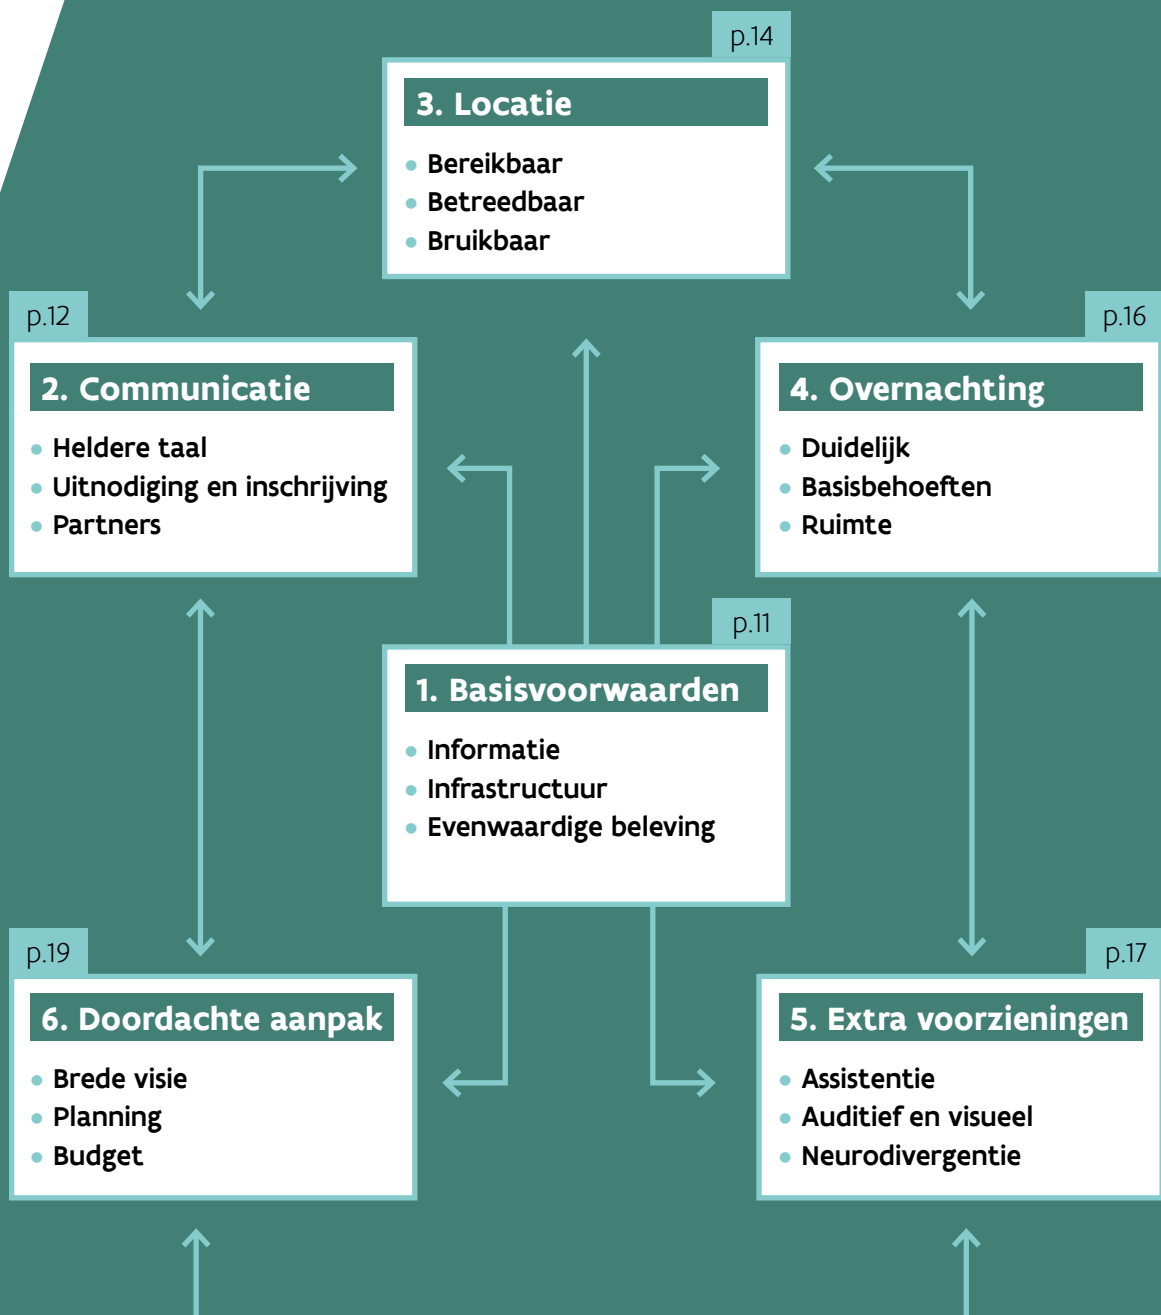 p.14
3. Locatie
Bereikbaar
Betreedbaar
Bruikbaar
p.12
2. Communicatie
Heldere taal
Uitnodiging en inschrijving
Partners
p.16
4. Overnachting
Duidelijk
Basisbehoeften
Ruimte
p.11
1. Basisvoorwaarden
Informatie
Infrastructuur
Evenwaardige beleving
p.19
6. Doordachte aanpak
Brede visie
Planning
Budget
p.17
5. Extra voorzieningen
Assistentie
Auditief en visueel
Neurodivergentie